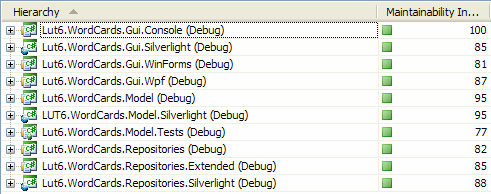 Hierarchy Maintainability In...
Lut6.WordCards.Gui.Console (Debug) 100
Lut6.WordCards.Gui.Silverlight (Debug) 85
Lut6.WordCards.Gui.WinForms (Debug) 81
Lut6.WordCards.Gui.Wpf (Debug) 87
Lut6.WordCards.Model (Debug) 95
LUT6.WordCards.Model.Silverlight (Debug) 95
Lut6.WordCards.Model.Tests (Debug) 77
Lut6.WordCards.Repositories (Debug) 82
Lut6.WordCards.Repositories.Extended (Debug) 85
Lut6.WordCards.Repositories.Silverlight (Debug) 88